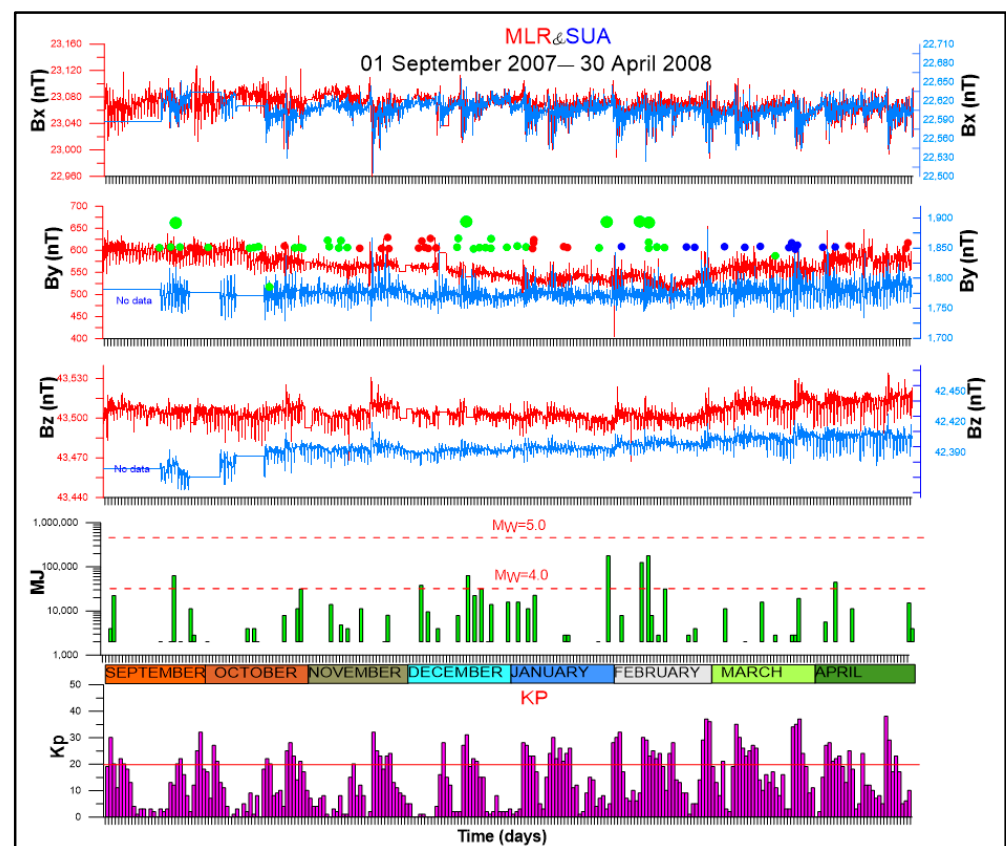 MLR&SUA
01 September 2007— 30 April 2008
Bx (nT)
23.160
23.120
23.080
23.040
23.000
22.960
22.710
22.680
22.650
22.620
22.590
22.560
22.530
22.500
Bx (nT)
By (nT)
700
650
600
550
500
450
400
No data
1,900
1,850
1,800
1,750
1,700
By (nT)
Bz (nT)
43.530
43.500
43.470
43.440
No data
42.450
42.420
42.390
Bz (nT)
MJ
1,000,000
100,000
10,000
1,000
Mw=5.0
Mw=4.0
SEPTEMBER OCTOBER NOVEMBER DECEMBER JANUARY FEBRUARY MARCH APRIL
KP
Kp
50
40
30
20
10
0
Time (days)